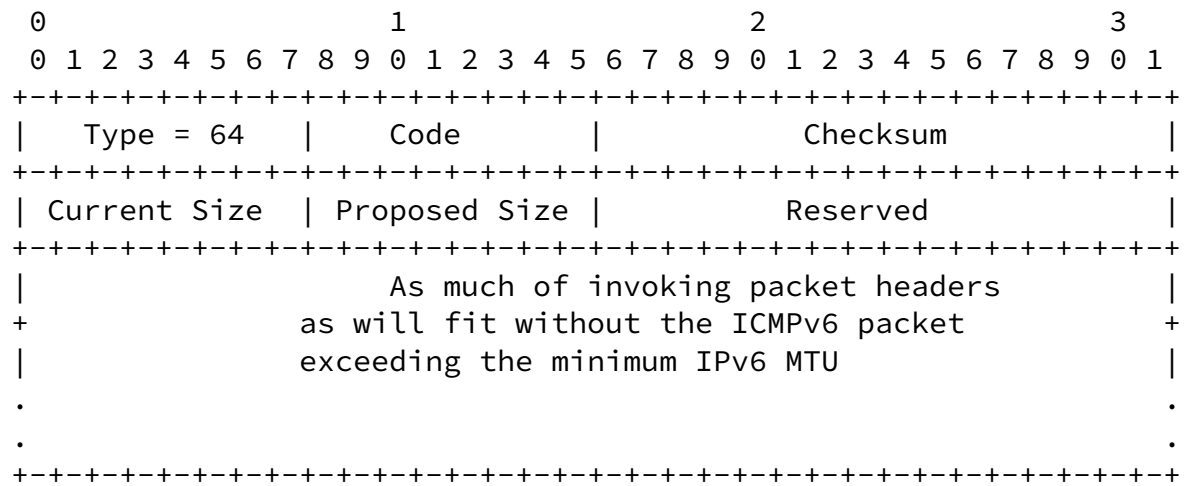 0                   1                   2                   3
 0 1 2 3 4 5 6 7 8 9 0 1 2 3 4 5 6 7 8 9 0 1 2 3 4 5 6 7 8 9 0 1
+-+-+-+-+-+-+-+-+-+-+-+-+-+-+-+-+-+-+-+-+-+-+-+-+-+-+-+-+-+-+-+-+
|   Type = 64   |    Code       |           Checksum            |
+-+-+-+-+-+-+-+-+-+-+-+-+-+-+-+-+-+-+-+-+-+-+-+-+-+-+-+-+-+-+-+-+
| Current Size  | Proposed Size |          Reserved             |
+-+-+-+-+-+-+-+-+-+-+-+-+-+-+-+-+-+-+-+-+-+-+-+-+-+-+-+-+-+-+-+-+
|                    As much of invoking packet headers         |
+               as will fit without the ICMPv6 packet           +
|               exceeding the minimum IPv6 MTU                  |
.                                                               .
.                                                               .
+-+-+-+-+-+-+-+-+-+-+-+-+-+-+-+-+-+-+-+-+-+-+-+-+-+-+-+-+-+-+-+-+